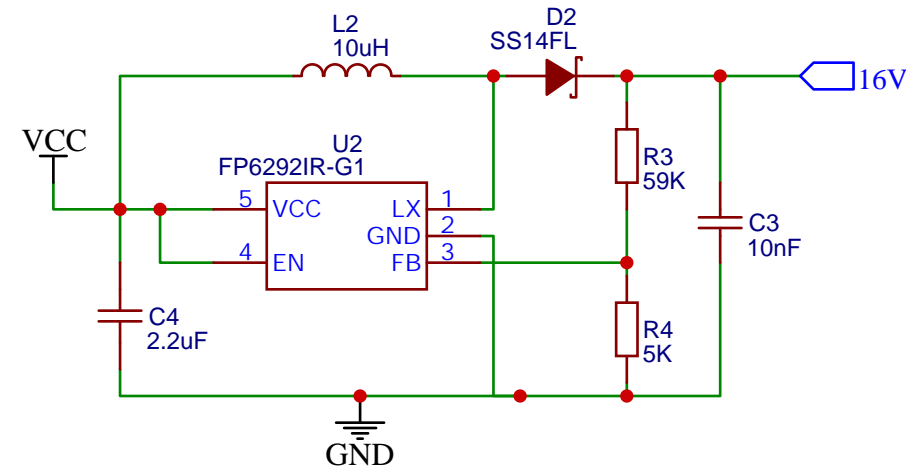 L2
10uH
D2
SS14FL
16V
VCC
U2
FP6292IR-G1
5
VCC
LX
1
GND
2
4
EN
FB
3
R3
59K
C3
10nF
C4
2.2uF
R4
5K
GND